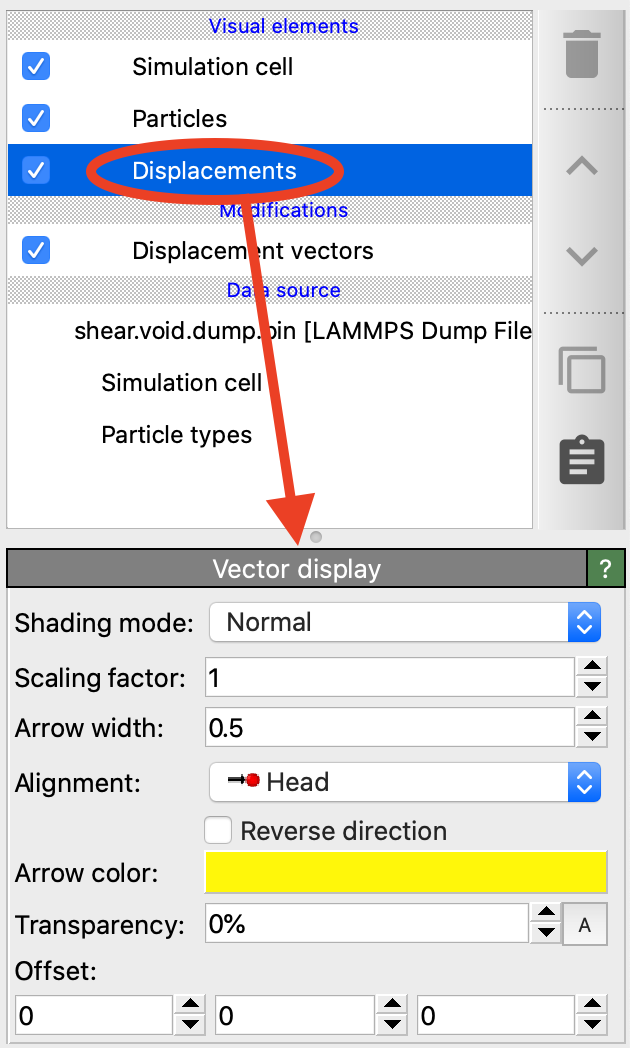 Visual elements
Simulation cell
Particles
Displacements
Modifications
Displacement vectors
Data source
shear.void.dump.bin [LAMMPS Dump File
Simulation cell
Particle types
Vector display ?
Shading mode: Normal
Scaling factor: 1
Arrow width: 0.5
Alignment: Head
Reverse direction
Arrow color:
Transparency: 0% A
Offset:
0 0 0